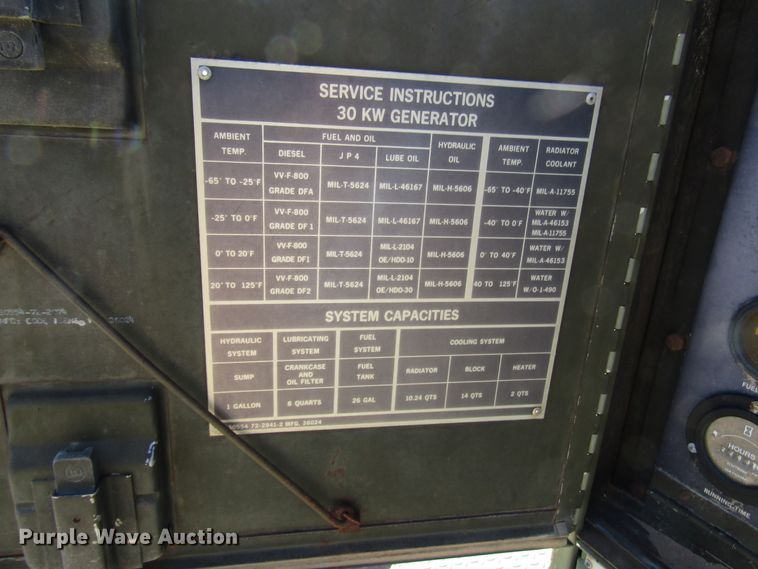 SERVICE INSTRUCTIONS
30 KW GENERATOR
AMBIENT TEMP. FUEL AND OIL HYDRAULIC OIL AMBIENT TEMP. RADIATOR COOLANT
DIESEL J P 4 LUBE OIL
-65° TO -25°F VV-F-800 GRADE DFA MIL-T-5624 MIL-L-46167 MIL-H-5606 -65° TO -40°F MIL-A-11755
-25° TO 0°F VV-F-800 GRADE DF 1 MIL-T-5624 MIL-L-46167 MIL-H-5606 -40° TO 0°F WATER W/ MIL-A-46153 MIL-A-11755
0° TO 20°F VV-F-800 GRADE DF1 MIL-T-5624 MIL-L-2104 OE/HDO-10 MIL-H-5606 0° TO 40°F WATER W/ MIL-A-46153
20° TO 125°F VV-F-800 GRADE DF2 MIL-T-5624 MIL-L-2104 OE/HDO-30 MIL-H-5606 40 TO 125°F WATER W/O-I-490
SYSTEM CAPACITIES
HYDRAULIC SYSTEM LUBRICATING SYSTEM FUEL SYSTEM COOLING SYSTEM
SUMP CRANKCASE AND OIL FILTER FUEL TANK RADIATOR BLOCK HEATER
1 GALLON 6 QUARTS 26 GAL 10.24 QTS 14 QTS 2 QTS
30554 72-2941-2 MFG. 38024
HOURS
RUNNING-TIME
Purple Wave Auction